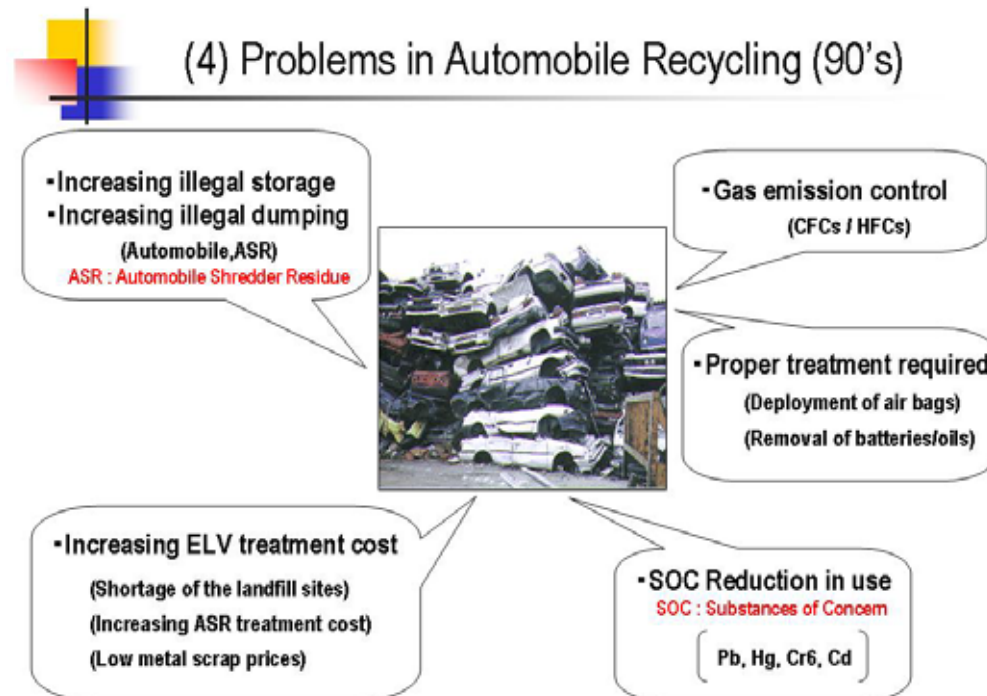 (4) Problems in Automobile Recycling (90's)
▪Increasing illegal storage
▪Increasing illegal dumping
(Automobile,ASR)
ASR : Automobile Shredder Residue
▪Gas emission control
(CFCs / HFCs)
▪Proper treatment required
(Deployment of air bags)
(Removal of batteries/oils)
▪Increasing ELV treatment cost
(Shortage of the landfill sites)
(Increasing ASR treatment cost)
(Low metal scrap prices)
▪SOC Reduction in use
SOC : Substances of Concern
[Pb, Hg, Cr6, Cd]